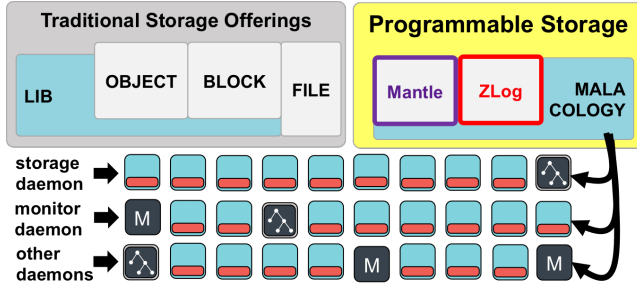 Traditional Storage Offerings
LIB
OBJECT
BLOCK
FILE
Programmable Storage
Mantle
ZLog
MALA
COLOGY
storage
daemon
monitor
daemon
M
other
daemons
M
M